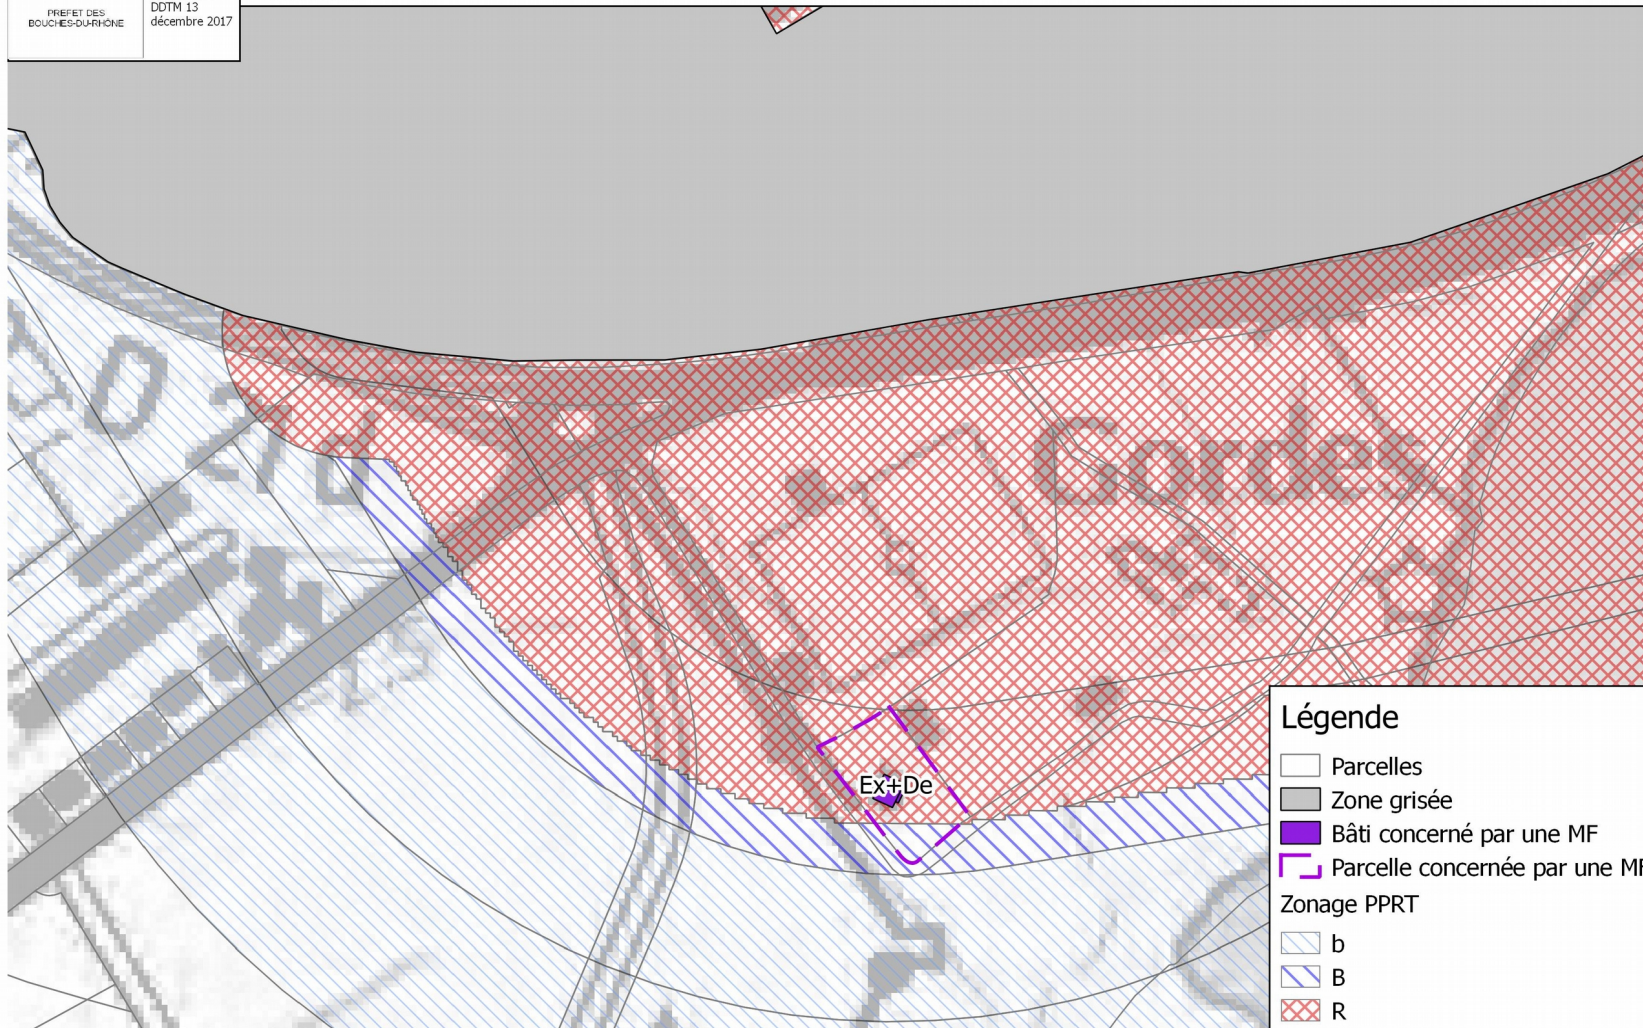 PREFET DES
BOUCHES-DU-RHÔNE
DDTM 13
décembre 2017
Gordes
Ex+De
Légende
Parcelles
Zone grisée
Bâti concerné par une MF
Parcelle concernée par une MF
Zonage PPRT
b
B
R